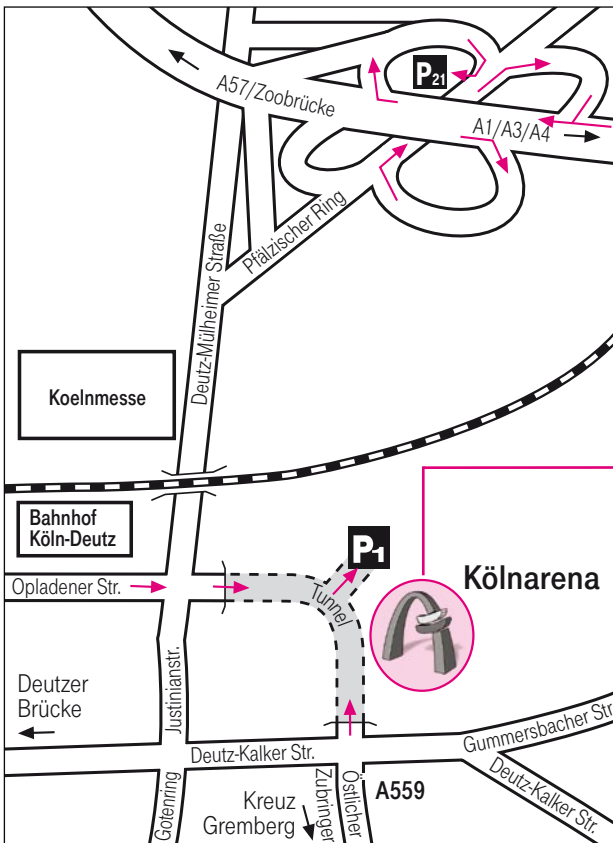 P21
A57/Zoobrücke
A1/A3/A4
Pfälzischer Ring
Deutz-Mülheimer Straße
Koelnmesse
Bahnhof
Köln-Deutz
P1
Kölnarena
Opladener Str.
Tunnel
Justinianstr.
Deutzer
Brücke
Gummersbacher Str.
Deutz-Kalker Str.
Deutz-Kalker Str.
Gotenring
Kreuz
Gremberg
Östlicher
Zubringer
A559